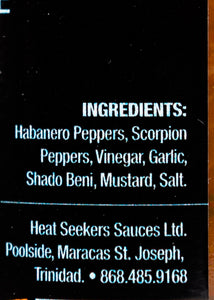 INGREDIENTS:
Habanero Peppers, Scorpion
Peppers, Vinegar, Garlic,
Shado Beni, Mustard, Salt.
Heat Seekers Sauces Ltd.
Poolside, Maracas St. Joseph,
Trinidad. • 868.485.9168